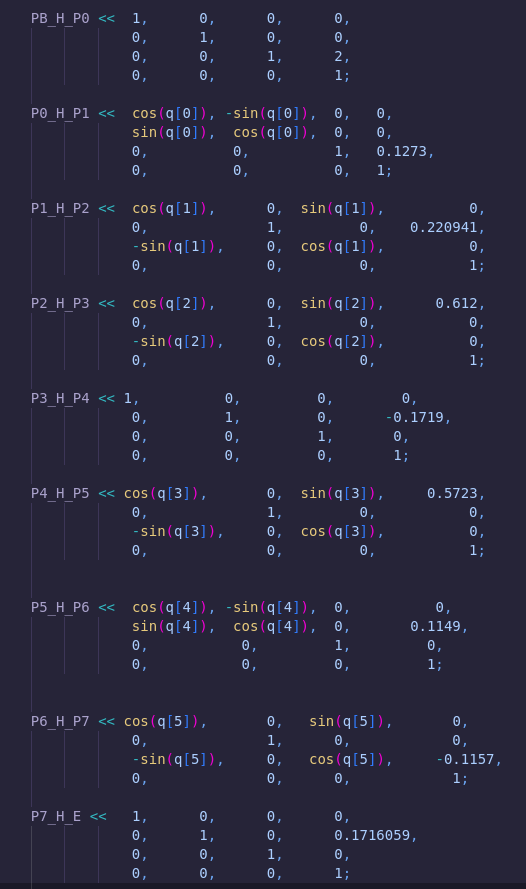 PB_H_P0 << 1, 0, 0, 0,
0, 1, 0, 0,
0, 0, 1, 2,
0, 0, 0, 1;
P0_H_P1 << cos(q[0]), -sin(q[0]), 0, 0,
sin(q[0]), cos(q[0]), 0, 0,
0, 0, 1, 0.1273,
0, 0, 0, 1;
P1_H_P2 << cos(q[1]), 0, sin(q[1]), 0,
0, 1, 0, 0.220941,
-sin(q[1]), 0, cos(q[1]), 0,
0, 0, 0, 1;
P2_H_P3 << cos(q[2]), 0, sin(q[2]), 0.612,
0, 1, 0, 0,
-sin(q[2]), 0, cos(q[2]), 0,
0, 0, 0, 1;
P3_H_P4 << 1, 0, 0, 0,
0, 1, 0, -0.1719,
0, 0, 1, 0,
0, 0, 0, 1;
P4_H_P5 << cos(q[3]), 0, sin(q[3]), 0.5723,
0, 1, 0, 0,
-sin(q[3]), 0, cos(q[3]), 0,
0, 0, 0, 1;
P5_H_P6 << cos(q[4]), -sin(q[4]), 0, 0,
sin(q[4]), cos(q[4]), 0, 0.1149,
0, 0, 1, 0,
0, 0, 0, 1;
P6_H_P7 << cos(q[5]), 0, sin(q[5]), 0,
0, 1, 0, 0,
-sin(q[5]), 0, cos(q[5]), -0.1157,
0, 0, 0, 1;
P7_H_E << 1, 0, 0, 0,
0, 1, 0, 0.1716059,
0, 0, 1, 0,
0, 0, 0, 1;